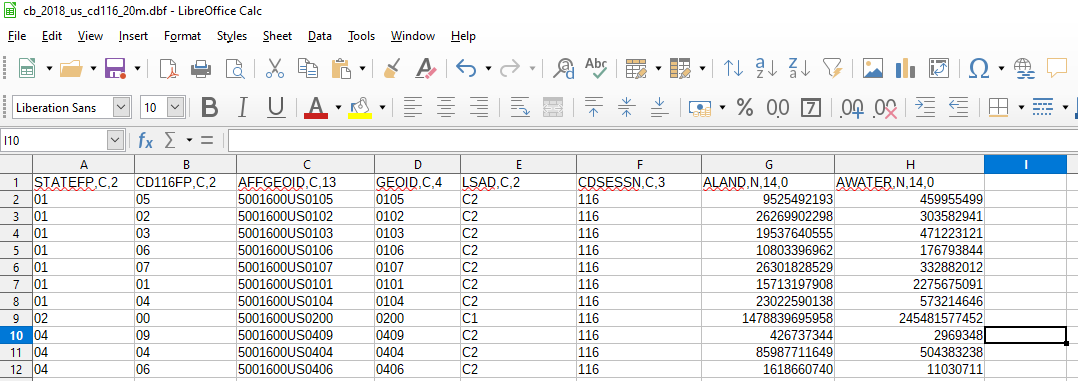 cb_2018_us_cd116_20m.dbf - LibreOffice Calc
File Edit View Insert Format Styles Sheet Data Tools Window Help
Liberation Sans 10 B I U A % 0.0 7 .00 .00
I10 fx Σ =
A B C D E F G H I
1 STATEFP,C,2 CD116FP,C,2 AFFGEOID,C,13 GEOID,C,4 LSAD,C,2 CDSESSN,C,3 ALAND,N,14,0 AWATER,N,14,0
2 01 05 5001600US0105 0105 C2 116 9525492193 459955499
3 01 02 5001600US0102 0102 C2 116 26269902298 303582941
4 01 03 5001600US0103 0103 C2 116 19537640555 471223121
5 01 06 5001600US0106 0106 C2 116 10803396962 176793844
6 01 07 5001600US0107 0107 C2 116 26301828529 332882012
7 01 01 5001600US0101 0101 C2 116 15713197908 2275675091
8 01 04 5001600US0104 0104 C2 116 23022590138 573214646
9 02 00 5001600US0200 0200 C1 116 1478839695958 245481577452
10 04 09 5001600US0409 0409 C2 116 426737344 2969348
11 04 04 5001600US0404 0404 C2 116 85987711649 504383238
12 04 06 5001600US0406 0406 C2 116 1618660740 11030711